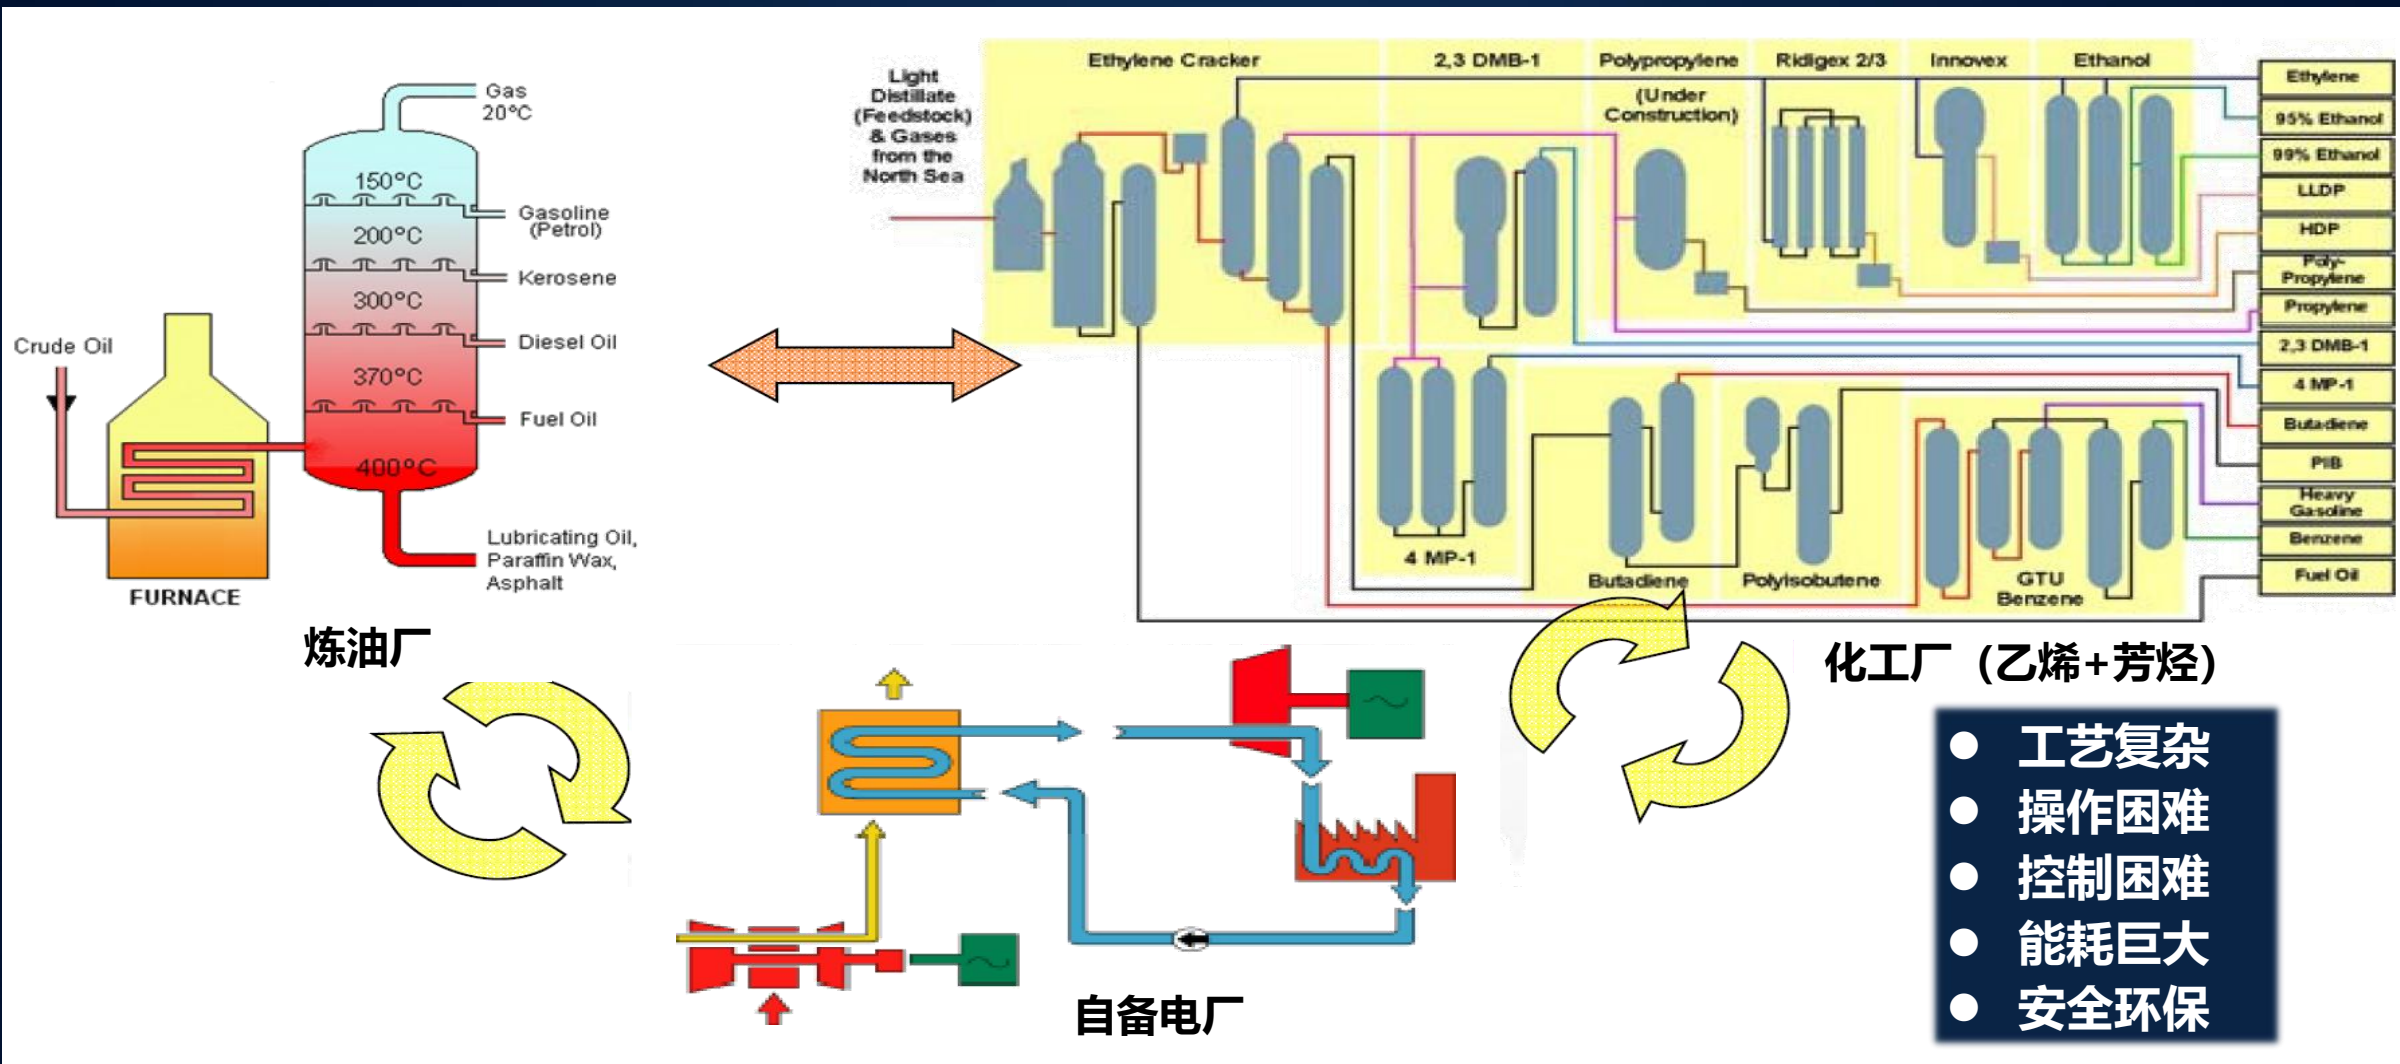 Gas
20°C
150°C
Gasoline
(Petrol)
200°C
Kerosene
300°C
Crude Oil
Diesel Oil
370°C
Fuel Oil
400°C
Lubricating Oil,
Paraffin Wax,
Asphalt
FURNACE
炼油厂
Light
Distillate
(Feedstock)
& Gases
from the
North Sea
Ethylene Cracker
2,3 DMB-1
Polypropylene
(Under
Construction)
Ridigex 2/3
Innovex
Ethanol
Ethylene
95% Ethanol
99% Ethanol
LLDP
HDP
Poly-
Propylene
Propylene
2,3 DMB-1
4 MP-1
Butadiene
PIB
Heavy
Gasoline
Benzene
Fuel Oil
4 MP-1
Butadiene
Polyisobutene
GTU
Benzene
化工厂（乙烯+芳烃）
自备电厂
● 工艺复杂
● 操作困难
● 控制困难
● 能耗巨大
● 安全环保